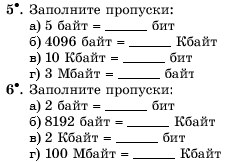 5●. Заполните пропуски:
а) 5 байт = ______ бит
б) 4096 байт = ______ Кбайт
в) 10 Кбайт = ______ бит
г) 3 Мбайт = ______ байт
6●. Заполните пропуски:
а) 2 байт = ______ бит
б) 8192 байт = ______ Кбайт
в) 2 Кбайт = ______ бит
г) 100 Мбайт = ______ Кбайт